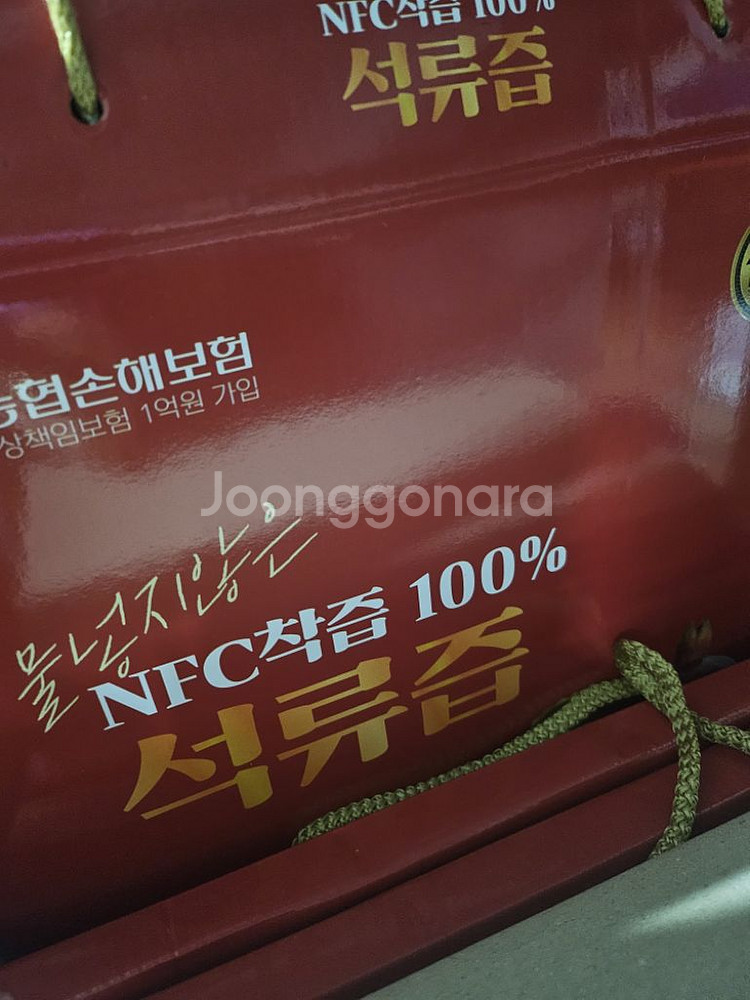 NFC착즙 100%
석류즙
농협손해보험
상책임보험 1억원 가입
Joonggonara
물넣지않은
NFC착즙 100%
석류즙